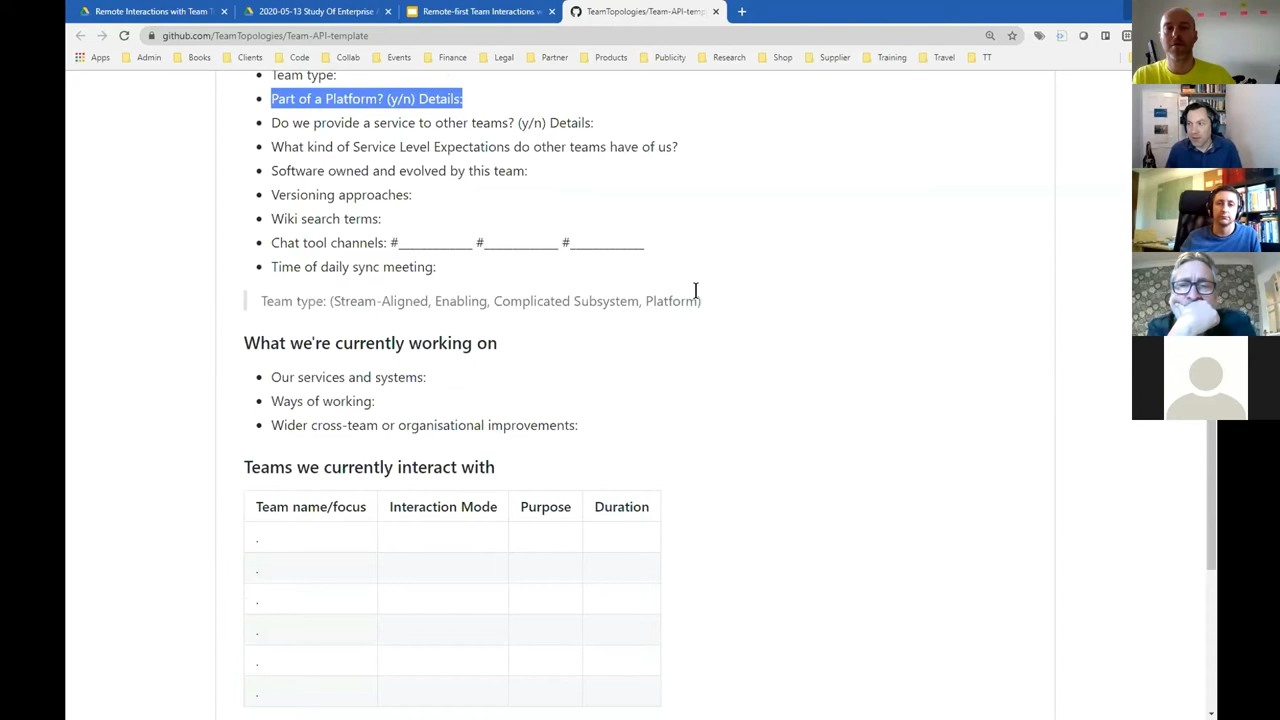 Remote Interactions with Team T
2020-05-13 Study Of Enterprise A
Remote-first Team Interactions w
TeamTopologies/Team-API-templ
github.com/TeamTopologies/Team-API-template
Apps Admin Books Clients Code Collab Events Finance Legal Partner Products Publicity Research Shop Supplier Training Travel TT
Team type:
Part of a Platform? (y/n) Details:
Do we provide a service to other teams? (y/n) Details:
What kind of Service Level Expectations do other teams have of us?
Software owned and evolved by this team:
Versioning approaches:
Wiki search terms:
Chat tool channels: #____________ #____________ #____________
Time of daily sync meeting:
Team type: (Stream-Aligned, Enabling, Complicated Subsystem, Platform)
What we're currently working on
Our services and systems:
Ways of working:
Wider cross-team or organisational improvements:
Teams we currently interact with
Team name/focus Interaction Mode Purpose Duration
.
.
.
.
.
.